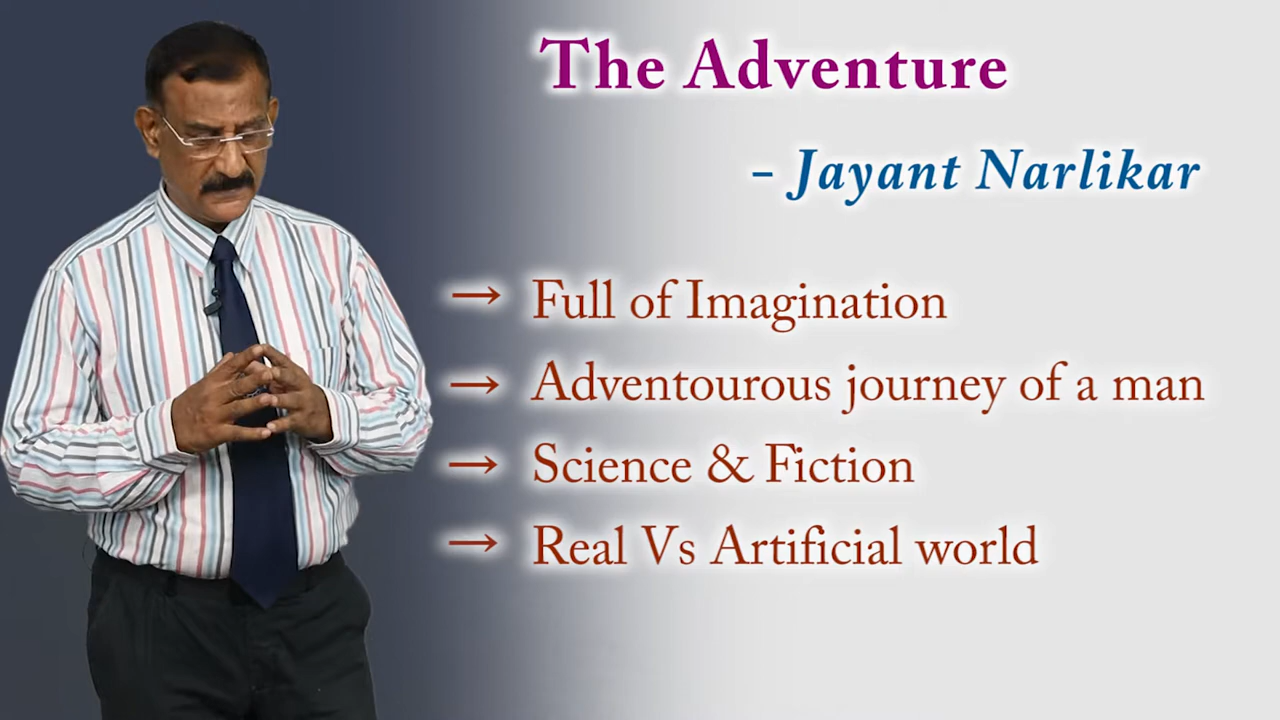 The Adventure
– Jayant Narlikar
→ Full of Imagination
→ Adventourous journey of a man
→ Science & Fiction
→ Real Vs Artificial world